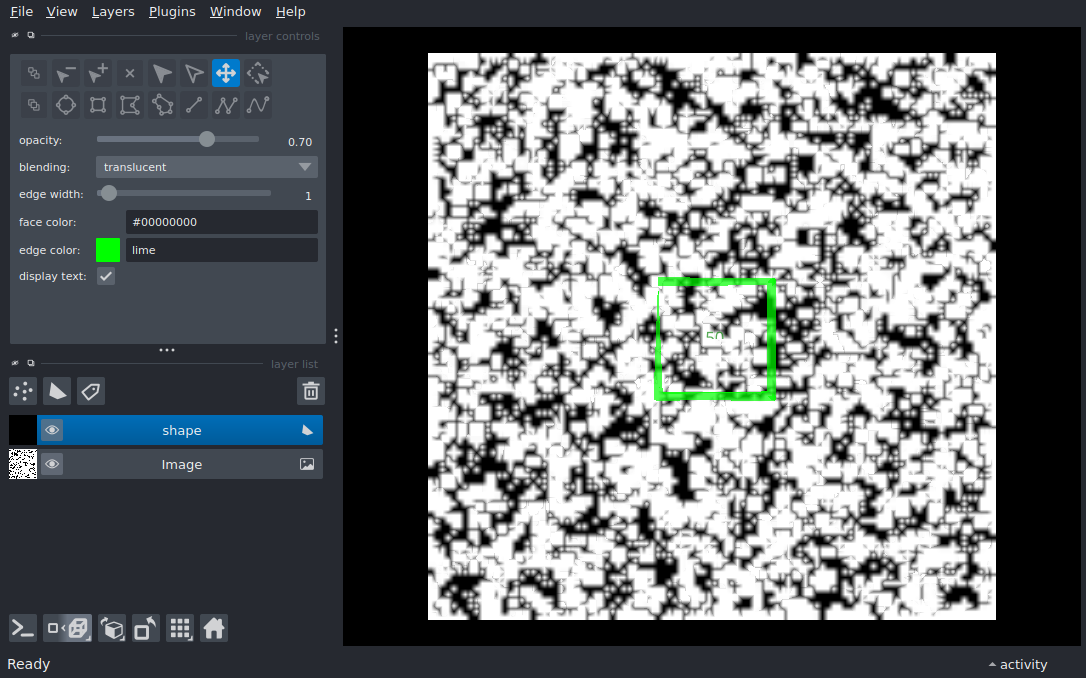 File View Layers Plugins Window Help
layer controls
opacity: 0.70
blending: translucent
edge width: 1
face color: #00000000
edge color: lime
display text:
layer list
shape
Image
50
Ready
activity